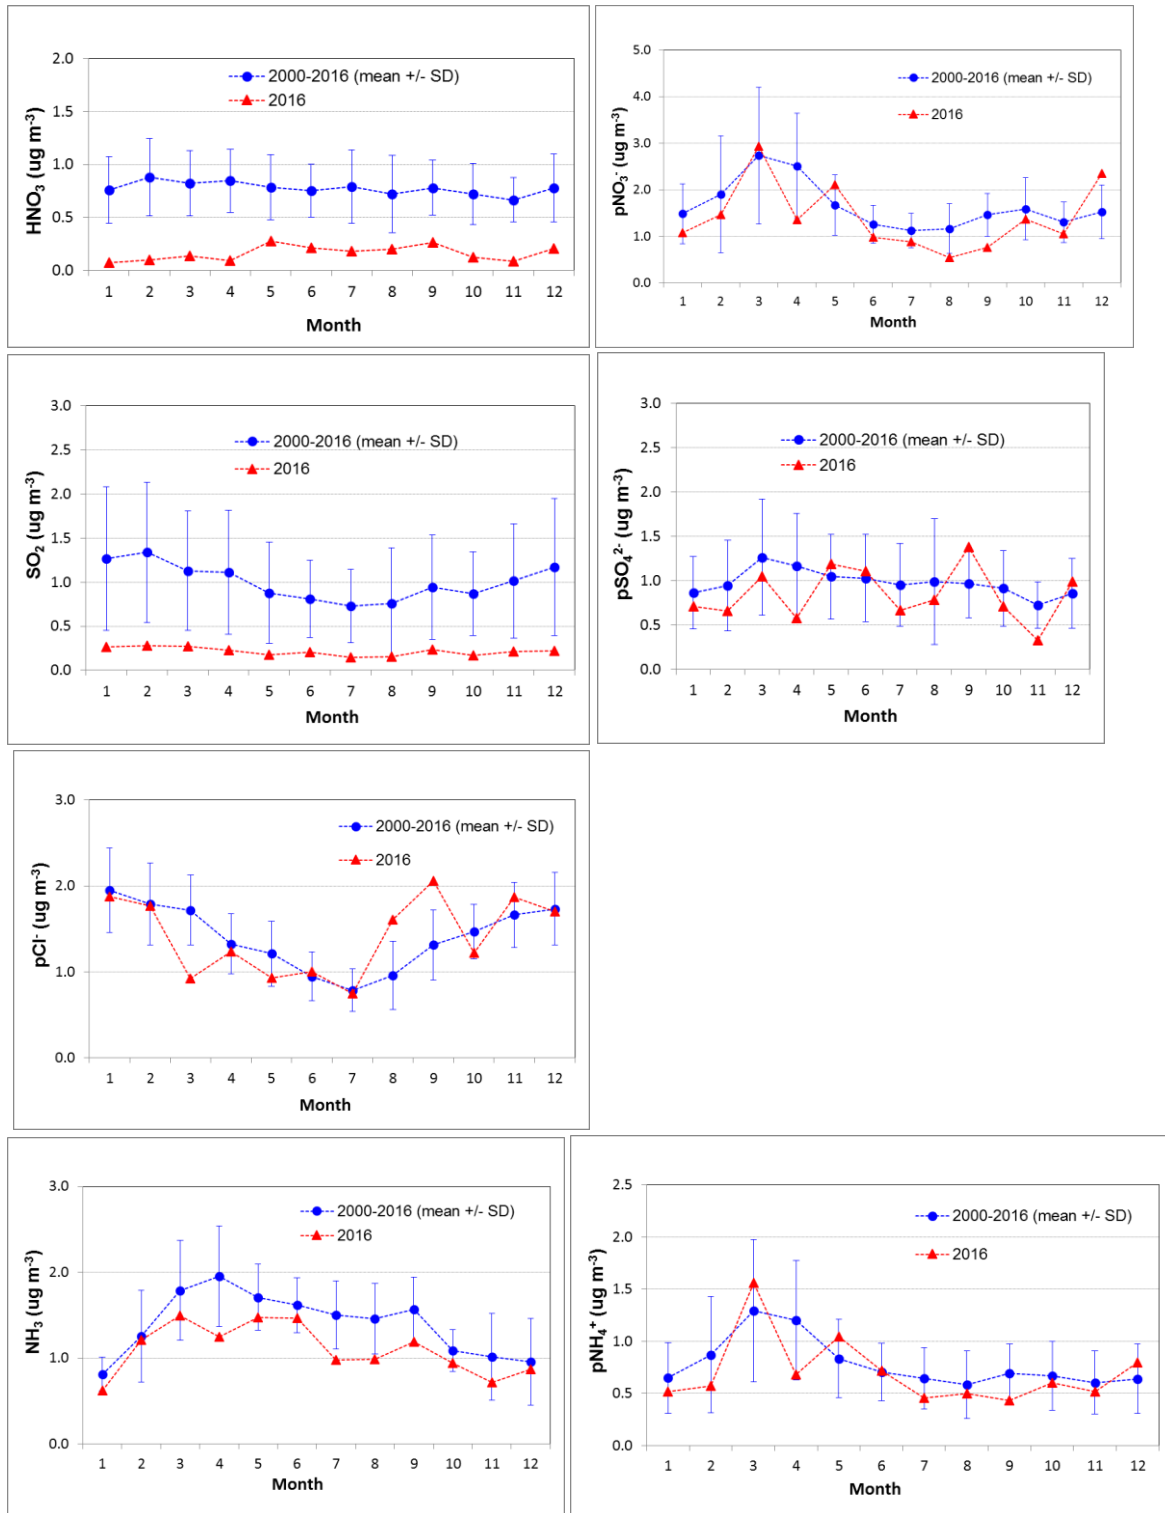 HNO₃ (ug m⁻³)
2.0
1.5
1.0
0.5
0.0
2000-2016 (mean +/- SD)
2016
1 2 3 4 5 6 7 8 9 10 11 12
Month
pNO₃⁻ (ug m⁻³)
5.0
4.0
3.0
2.0
1.0
0.0
2000-2016 (mean +/- SD)
2016
1 2 3 4 5 6 7 8 9 10 11 12
Month
SO₂ (ug m⁻³)
3.0
2.5
2.0
1.5
1.0
0.5
0.0
2000-2016 (mean +/- SD)
2016
1 2 3 4 5 6 7 8 9 10 11 12
Month
pSO₄²⁻ (ug m⁻³)
3.0
2.5
2.0
1.5
1.0
0.5
0.0
2000-2016 (mean +/- SD)
2016
1 2 3 4 5 6 7 8 9 10 11 12
Month
pCl⁻ (ug m⁻³)
3.0
2.0
1.0
0.0
2000-2016 (mean +/- SD)
2016
1 2 3 4 5 6 7 8 9 10 11 12
Month
NH₃ (ug m⁻³)
3.0
2.0
1.0
0.0
2000-2016 (mean +/- SD)
2016
1 2 3 4 5 6 7 8 9 10 11 12
Month
pNH₄⁺ (ug m⁻³)
2.5
2.0
1.5
1.0
0.5
0.0
2000-2016 (mean +/- SD)
2016
1 2 3 4 5 6 7 8 9 10 11 12
Month